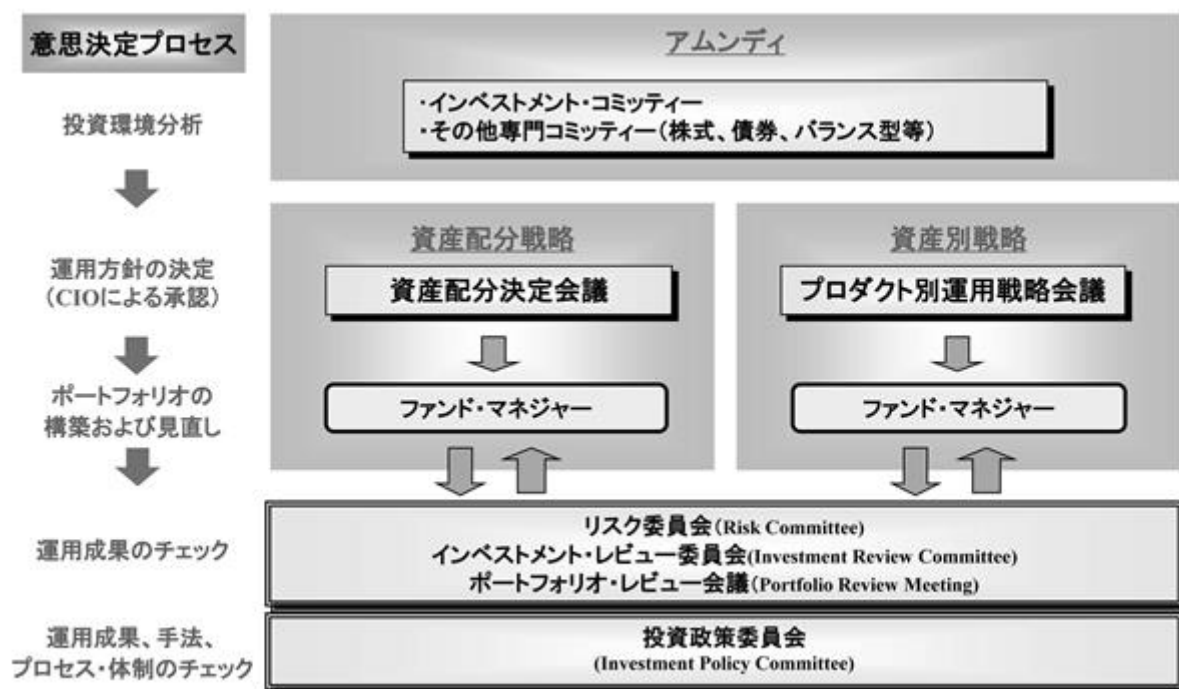 意思決定プロセス
アムンディ
投資環境分析
・インベストメント・コミッティー
・その他専門コミッティー（株式、債券、バランス型等）
資産配分戦略
資産別戦略
運用方針の決定
（CIOによる承認）
資産配分決定会議
プロダクト別運用戦略会議
ポートフォリオの
構築および見直し
ファンド・マネジャー
ファンド・マネジャー
運用成果のチェック
リスク委員会(Risk Committee)
インベストメント・レビュー委員会(Investment Review Committee)
ポートフォリオ・レビュー会議(Portfolio Review Meeting)
運用成果、手法、
プロセス・体制のチェック
投資政策委員会
(Investment Policy Committee)